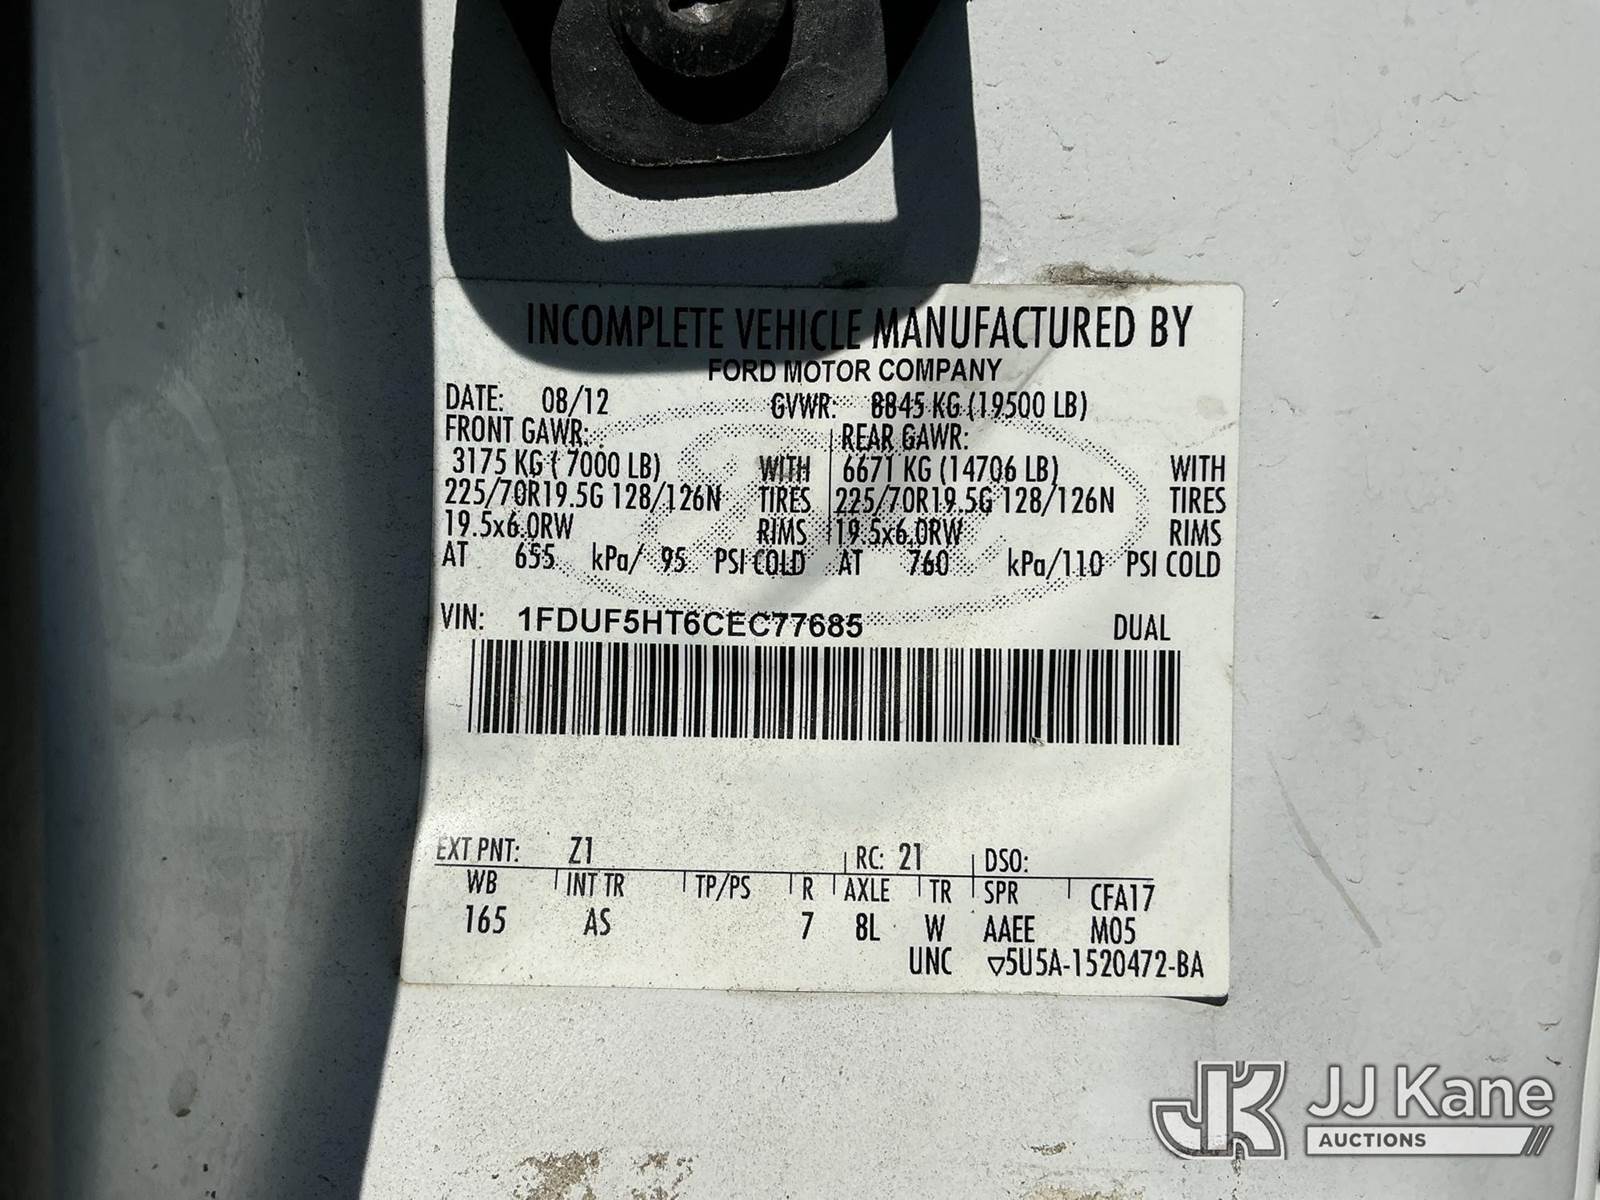 INCOMPLETE VEHICLE MANUFACTURED BY
FORD MOTOR COMPANY
DATE: 08/12 GVWR: 8845 KG (19500 LB)
FRONT GAWR: REAR GAWR:
3175 KG ( 7000 LB) WITH 6671 KG (14706 LB) WITH
225/70R19.5G 128/126N TIRES 225/70R19.5G 128/126N TIRES
19.5x6.0RW RIMS 19.5x6.0RW RIMS
AT 655 kPa/ 95 PSI COLD AT 760 kPa/110 PSI COLD
VIN: 1FDUF5HT6CEC77685 DUAL
EXT PNT: Z1 RC: 21 DSO:
WB INT TR TP/PS R AXLE TR SPR CFA17
165 AS 7 8L W AAEE M05
UNC ▽5U5A-1520472-BA
JK JJ Kane
AUCTIONS